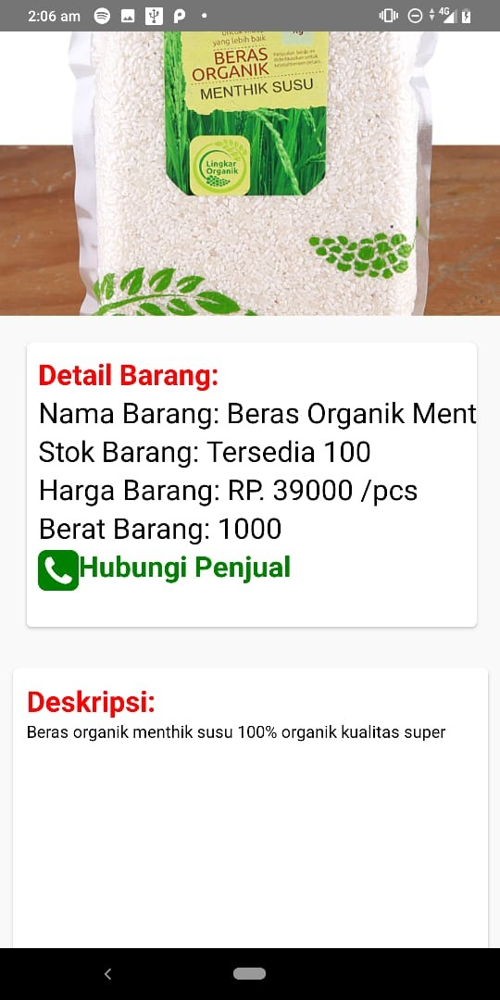 2:06 am
4G
yang lebih baik
BERAS
ORGANIK
MENTHIK SUSU
Lingkar
Organik
Detail Barang:
Nama Barang: Beras Organik Ment
Stok Barang: Tersedia 100
Harga Barang: RP. 39000 /pcs
Berat Barang: 1000
Hubungi Penjual
Deskripsi:
Beras organik menthik susu 100% organik kualitas super